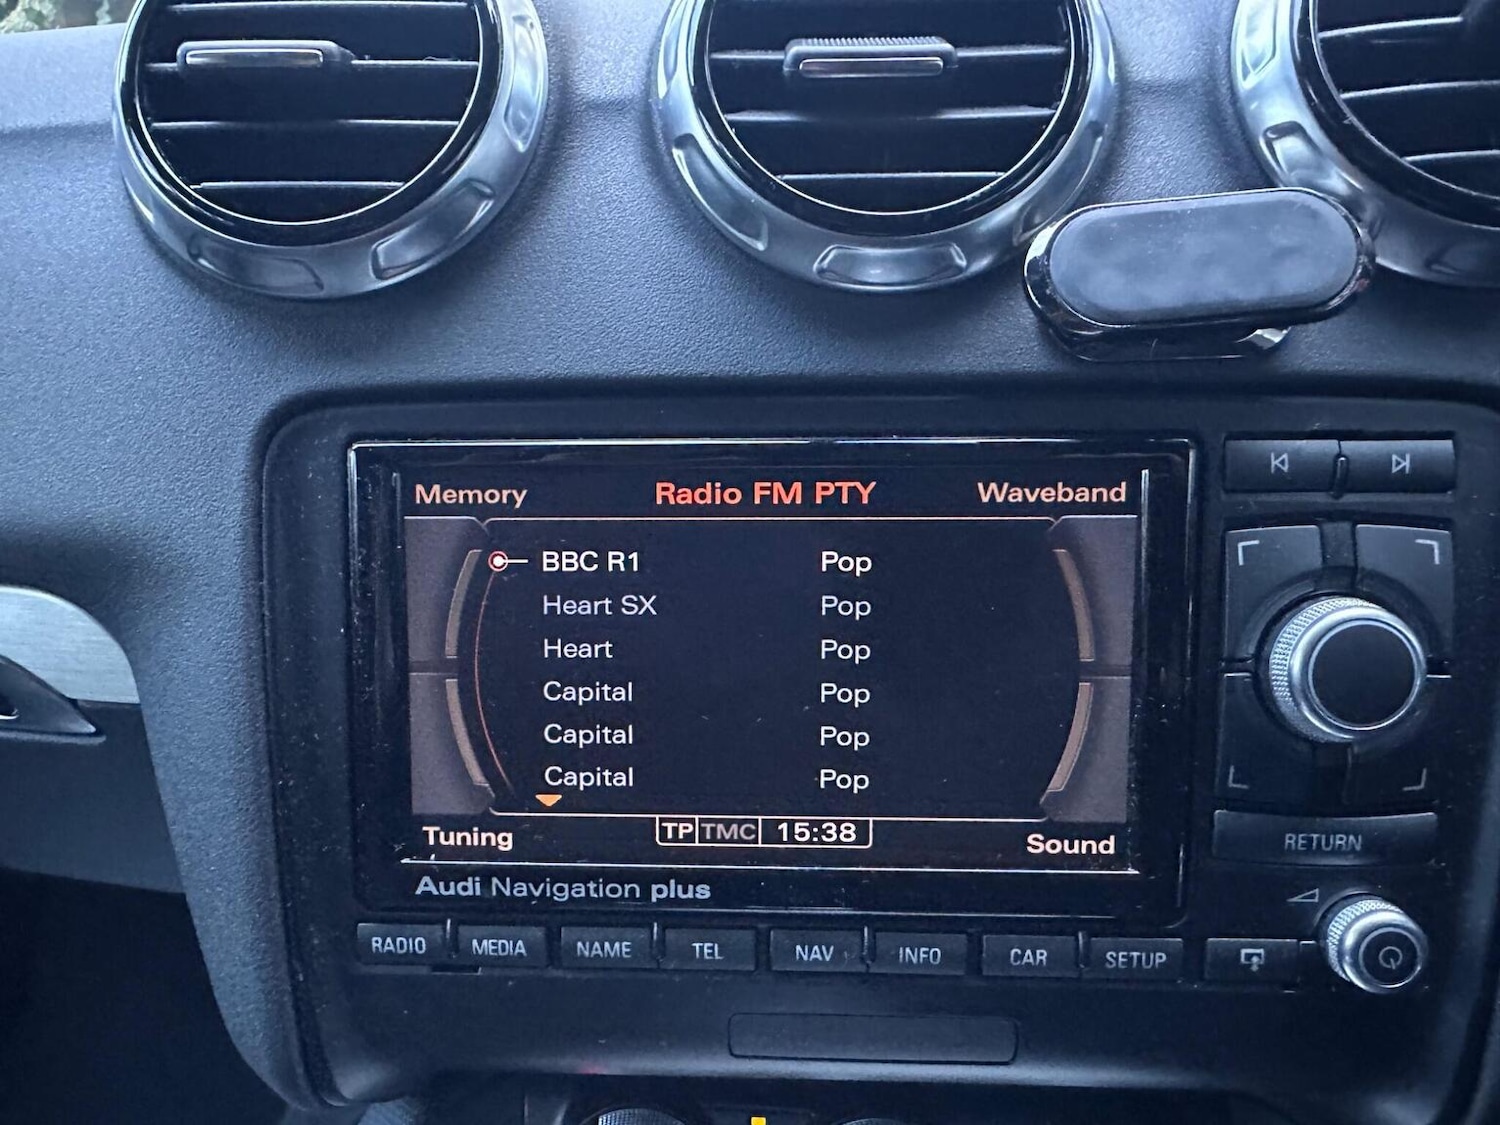 Memory Radio FM PTY Waveband
BBC R1 Pop
Heart SX Pop
Heart Pop
Capital Pop
Capital Pop
Capital Pop
Tuning TP TMC 15:38 Sound
RETURN
Audi Navigation plus
RADIO MEDIA NAME TEL NAV INFO CAR SETUP